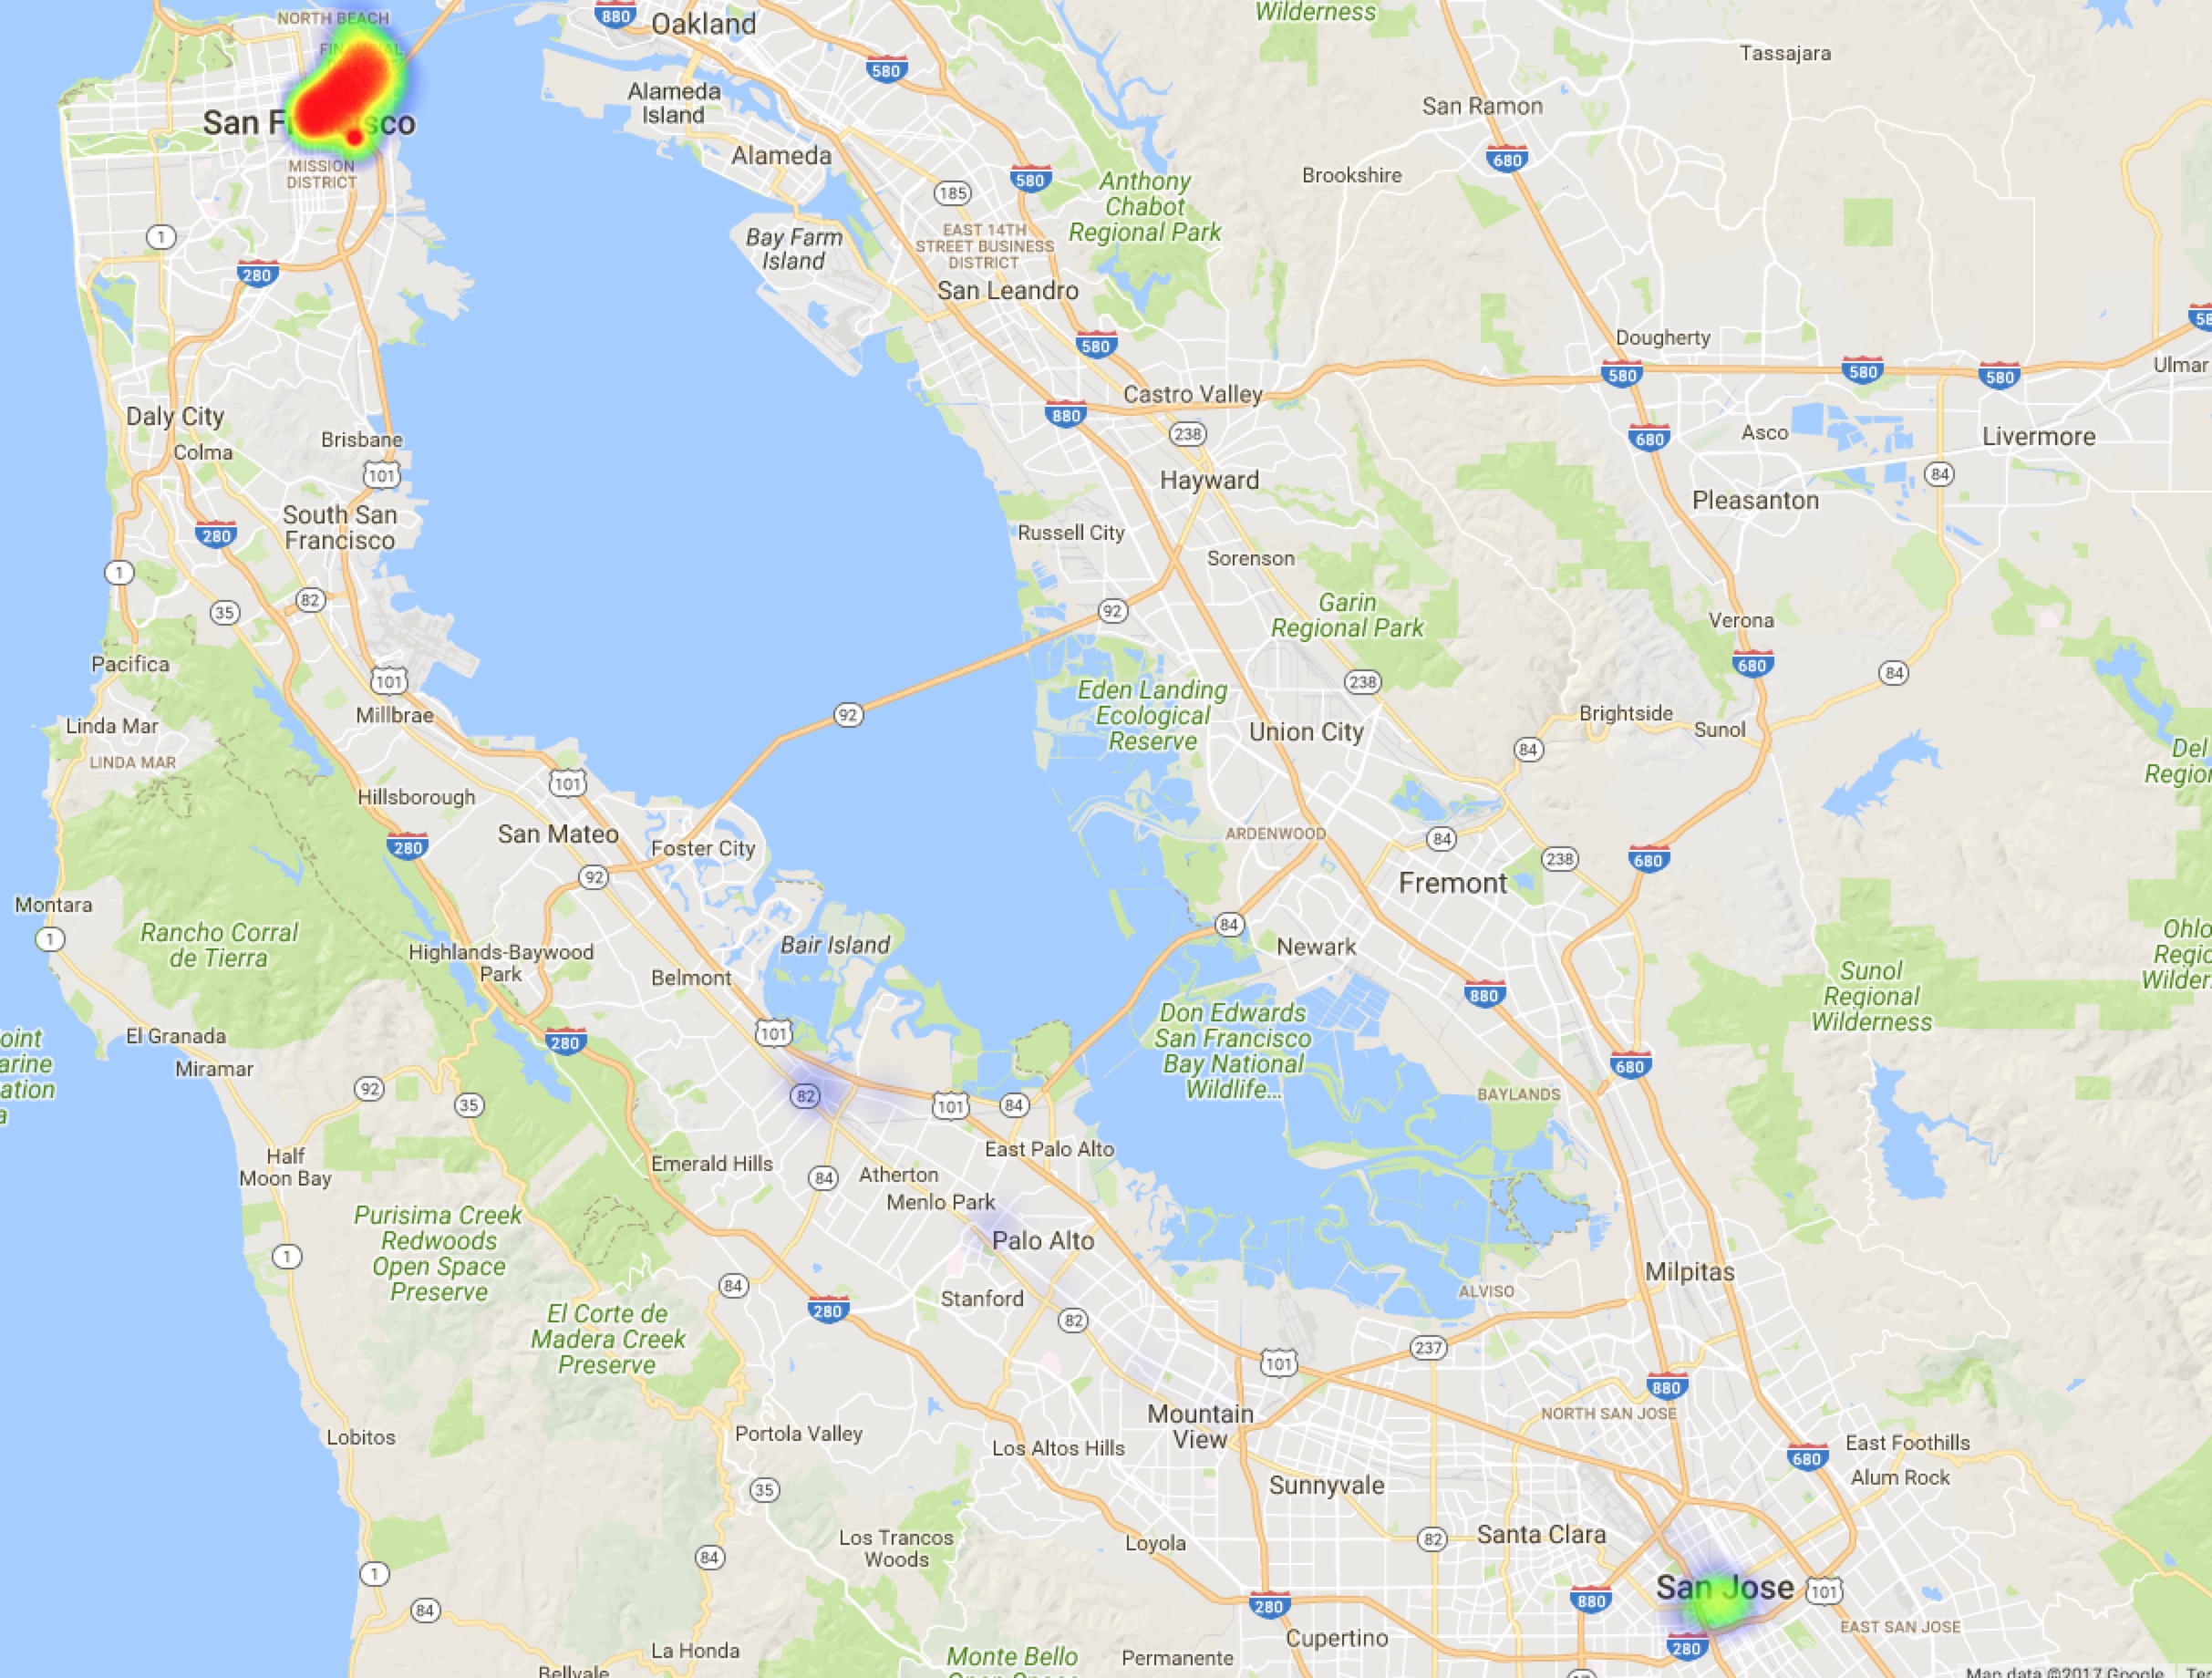 NORTH BEACH
FINANCIAL
880
Oakland
Wilderness
Tassajara
580
Alameda
Island
San Ramon
San F
sco
Alameda
680
MISSION
DISTRICT
580
185
Anthony
Chabot
Regional Park
Brookshire
1
Bay Farm
Island
EAST 14TH
STREET BUSINESS
DISTRICT
280
San Leandro
580
Dougherty
58
580
580
580
Ulmar
Castro Valley
880
Daly City
238
680
Asco
Livermore
Colma
Brisbane
101
Hayward
84
Pleasanton
South San
Francisco
280
Russell City
Sorenson
1
82
35
92
Garin
Regional Park
Verona
Pacifica
680
84
101
238
Millbrae
Linda Mar
LINDA MAR
92
Eden Landing
Ecological
Reserve
Union City
Brightside
Sunol
84
Del
Regior
101
Hillsborough
San Mateo
280
Foster City
ARDENWOOD
84
238
680
92
Fremont
Montara
1
Rancho Corral
de Tierra
84
Highlands-Baywood
Park
Bair Island
Newark
Belmont
880
Sunol
Regional
Wilderness
Ohlo
Regio
Wilder
El Granada
280
101
Don Edwards
San Francisco
Bay National
Wildlife...
oint
arine
ation
a
Miramar
680
92
35
82
101
84
BAYLANDS
Half
Moon Bay
Emerald Hills
East Palo Alto
84
Atherton
Menlo Park
Purisima Creek
Redwoods
Open Space
Preserve
1
Palo Alto
84
Milpitas
ALVISO
280
Stanford
82
El Corte de
Madera Creek
Preserve
237
101
880
Mountain
View
NORTH SAN JOSE
Lobitos
Portola Valley
Los Altos Hills
East Foothills
680
Alum Rock
35
Sunnyvale
Los Trancos
Woods
Loyola
82
Santa Clara
84
1
San Jose
101
84
280
880
EAST SAN JOSE
Cupertino
280
La Honda
Monte Bello
Open Space
Permanente
Bellvale
17
Map data ©2017 Google
Ter